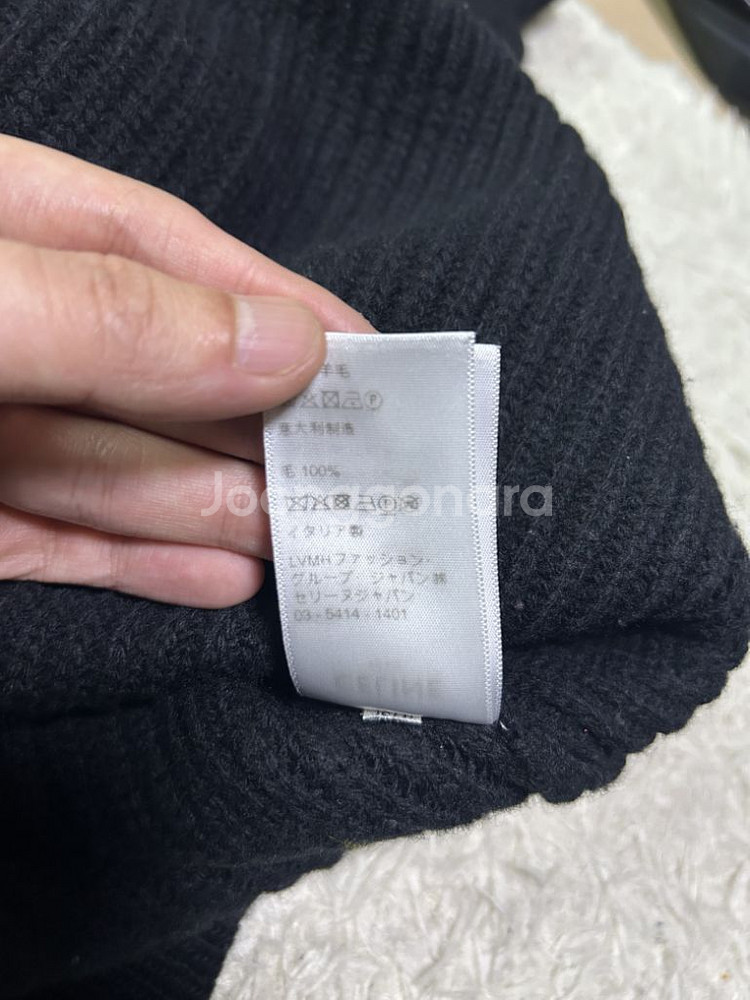 羊毛
意大利制造
毛 100%
イタリア製
LVMHファッション・
グループ ジャパン㈱
セリーヌジャパン
03-5414-1401
CELINE
Joonggonara